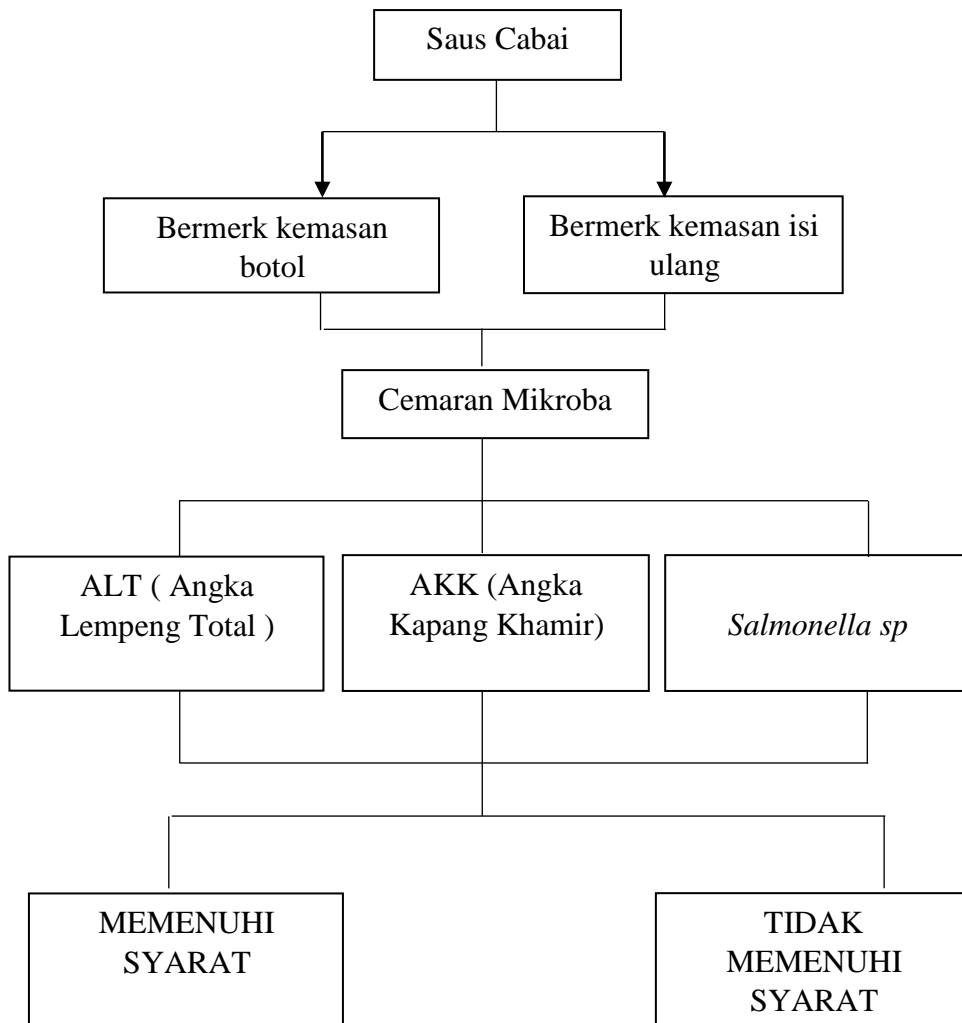 Saus Cabai
Bermerk kemasan
botol
Bermerk kemasan isi
ulang
Cemaran Mikroba
ALT ( Angka
Lempeng Total )
AKK (Angka
Kapang Khamir)
Salmonella sp
MEMENUHI
SYARAT
TIDAK
MEMENUHI
SYARAT